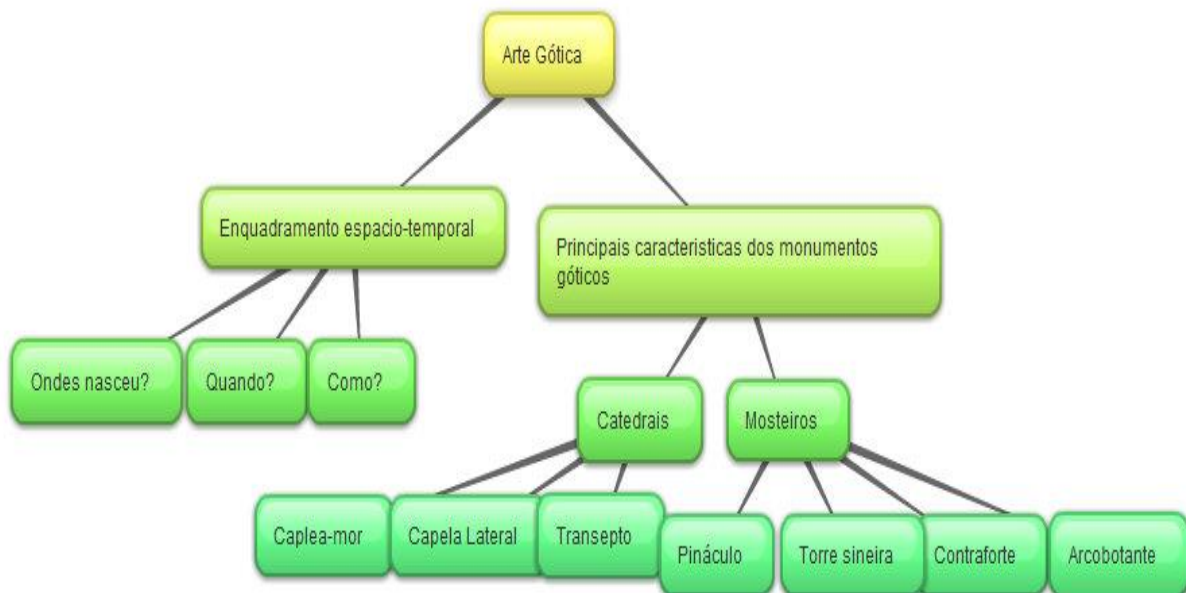 Arte Gótica
Enquadramento espacio-temporal
Principais caracteristicas dos monumentos
góticos
Ondes nasceu?
Quando?
Como?
Catedrais
Mosteiros
Caplea-mor
Capela Lateral
Transepto
Pináculo
Torre sineira
Contraforte
Arcobotante